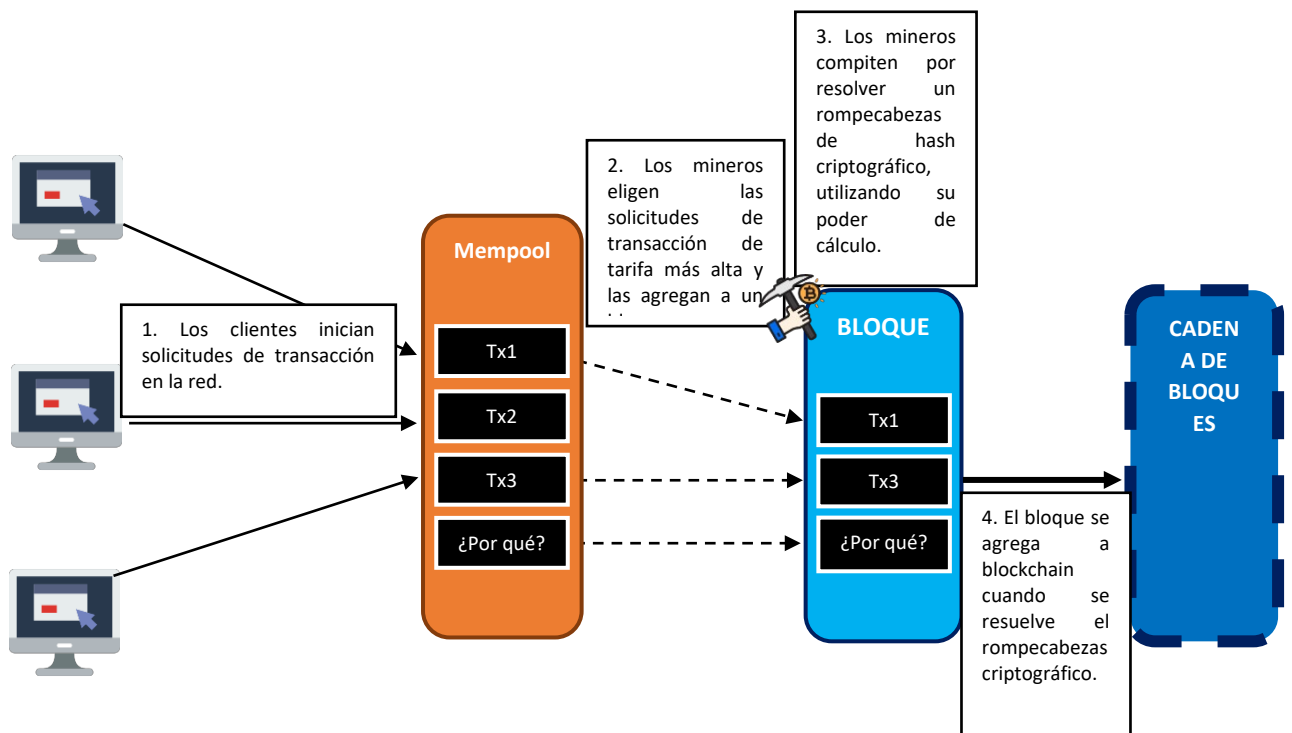 1. Los clientes inician
solicitudes de transacción
en la red.
Mempool
Tx1
Tx2
Tx3
¿Por qué?
2. Los mineros
eligen las
solicitudes de
transacción de
tarifa más alta y
las agregan a un
3. Los mineros
compiten por
resolver un
rompecabezas
de hash
criptográfico,
utilizando su
poder de
cálculo.
BLOQUE
Tx1
Tx3
¿Por qué?
4. El bloque se
agrega a
blockchain
cuando se
resuelve el
rompecabezas
criptográfico.
CADEN
A DE
BLOQU
ES